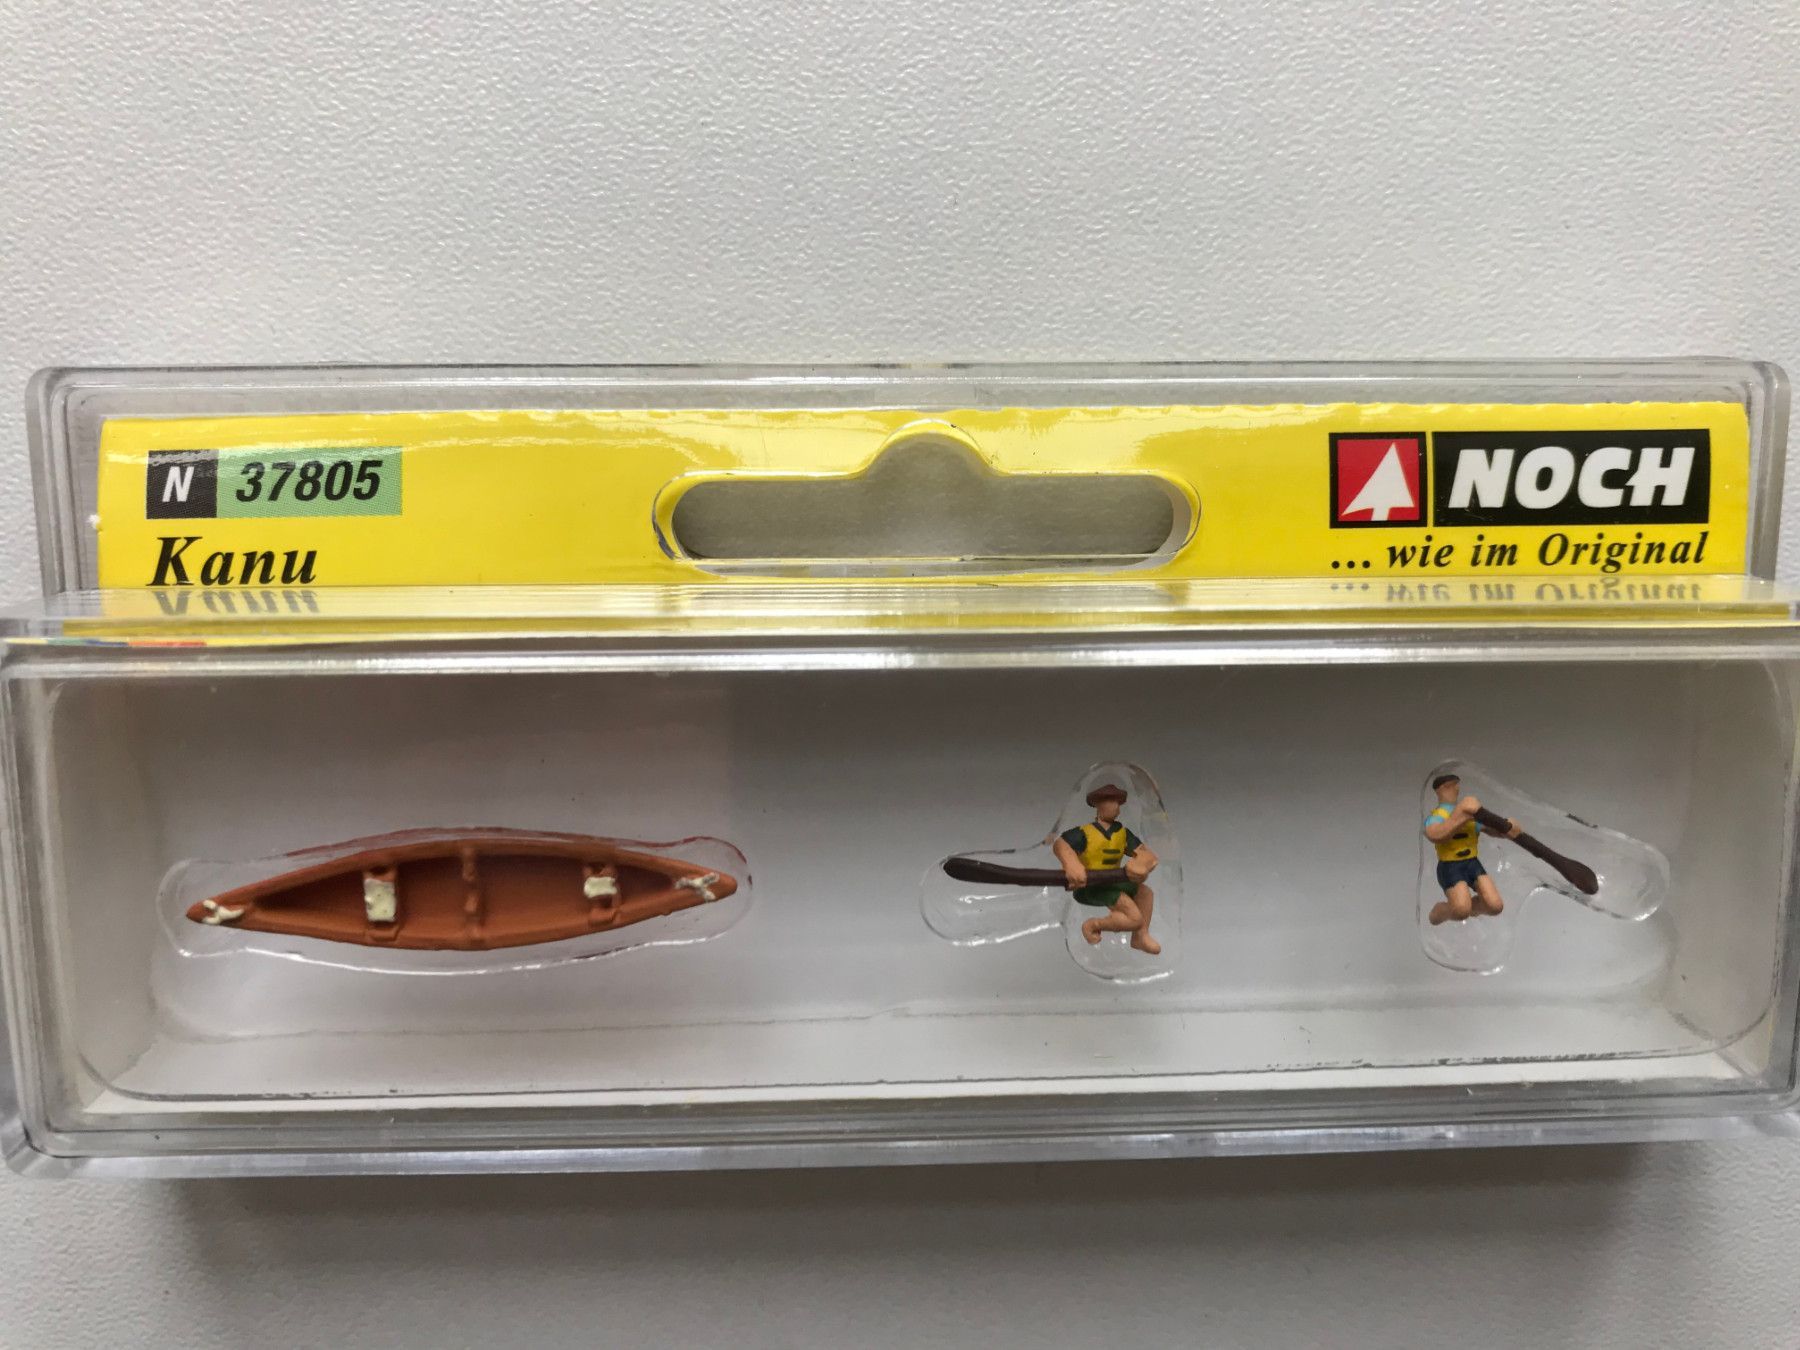 N 37805
Kanu
NOCH
... wie im Original